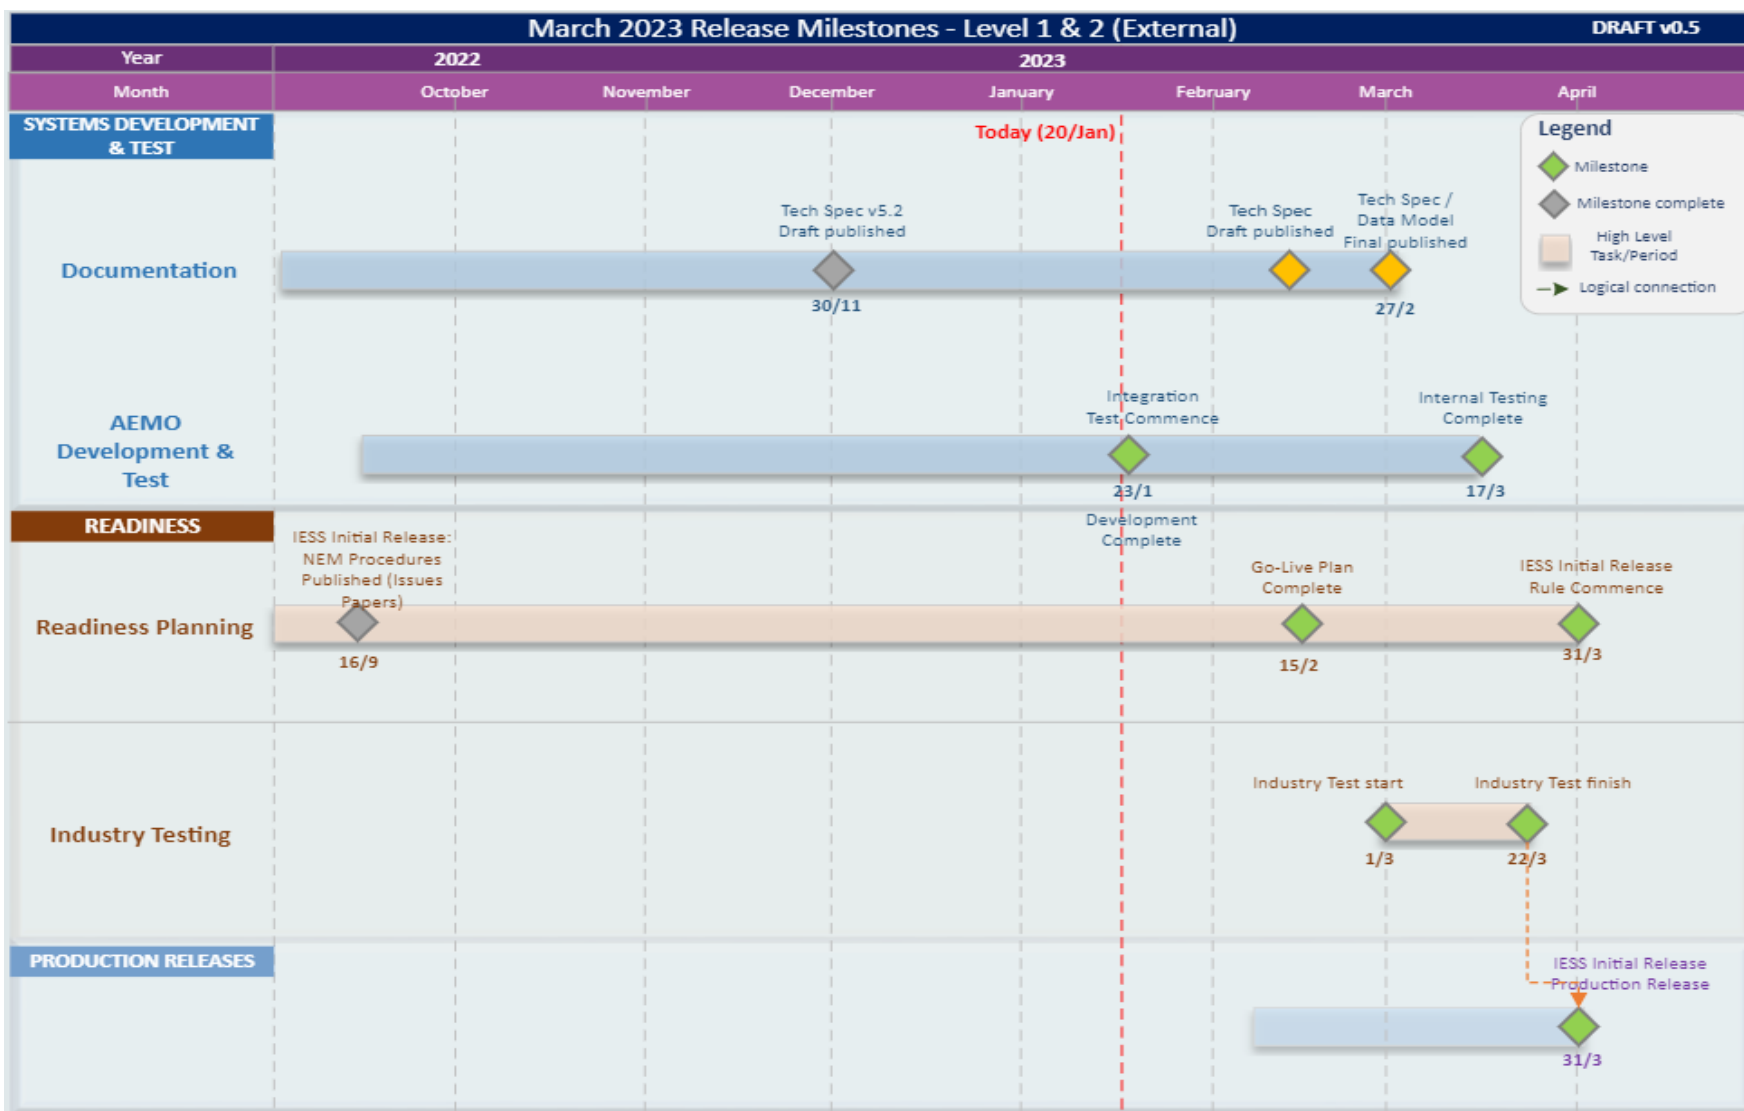 March 2023 Release Milestones - Level 1 & 2 (External)
DRAFT v0.5
Year
2022
2023
Month
October
November
December
January
February
March
April
SYSTEMS DEVELOPMENT
& TEST
Today (20/Jan)
Legend
Milestone
Milestone complete
High Level
Task/Period
Logical connection
Documentation
Tech Spec v5.2
Draft published
30/11
Tech Spec
Draft published
Tech Spec /
Data Model
Final published
27/2
AEMO
Development &
Test
Integration
Test Commence
23/1
Development
Complete
Internal Testing
Complete
17/3
READINESS
Readiness Planning
IESS Initial Release:
NEM Procedures
Published (Issues
Papers)
16/9
Go-Live Plan
Complete
15/2
IESS Initial Release
Rule Commence
31/3
Industry Testing
Industry Test start
1/3
Industry Test finish
22/3
PRODUCTION RELEASES
IESS Initial Release
Production Release
31/3